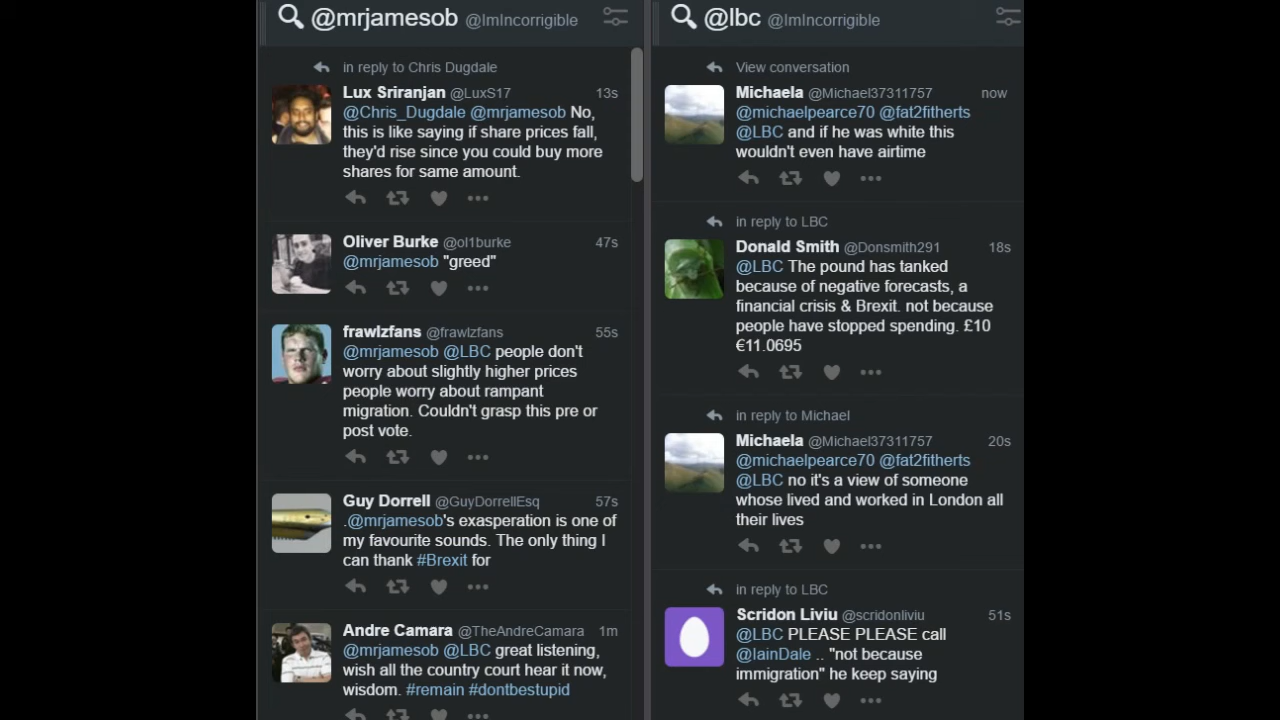 @mrjamesob @ImIncorrigible
in reply to Chris Dugdale
Lux Sriranjan @LuxS17 13s
@Chris_Dugdale @mrjamesob No,
this is like saying if share prices fall,
they'd rise since you could buy more
shares for same amount.
Oliver Burke @ol1burke 47s
@mrjamesob "greed"
frawlzfans @frawlzfans 55s
@mrjamesob @LBC people don't
worry about slightly higher prices
people worry about rampant
migration. Couldn't grasp this pre or
post vote.
Guy Dorrell @GuyDorrellEsq 57s
.@mrjamesob's exasperation is one of
my favourite sounds. The only thing I
can thank #Brexit for
Andre Camara @TheAndreCamara 1m
@mrjamesob @LBC great listening,
wish all the country court hear it now,
wisdom. #remain #dontbestupid
@lbc @ImIncorrigible
View conversation
Michaela @Michael37311757 now
@michaelpearce70 @fat2fitherts
@LBC and if he was white this
wouldn't even have airtime
in reply to LBC
Donald Smith @Donsmith291 18s
@LBC The pound has tanked
because of negative forecasts, a
financial crisis & Brexit. not because
people have stopped spending. £10
€11.0695
in reply to Michael
Michaela @Michael37311757 20s
@michaelpearce70 @fat2fitherts
@LBC no it's a view of someone
whose lived and worked in London all
their lives
in reply to LBC
Scridon Liviu @scridonliviu 51s
@LBC PLEASE PLEASE call
@IainDale .. "not because
immigration" he keep saying